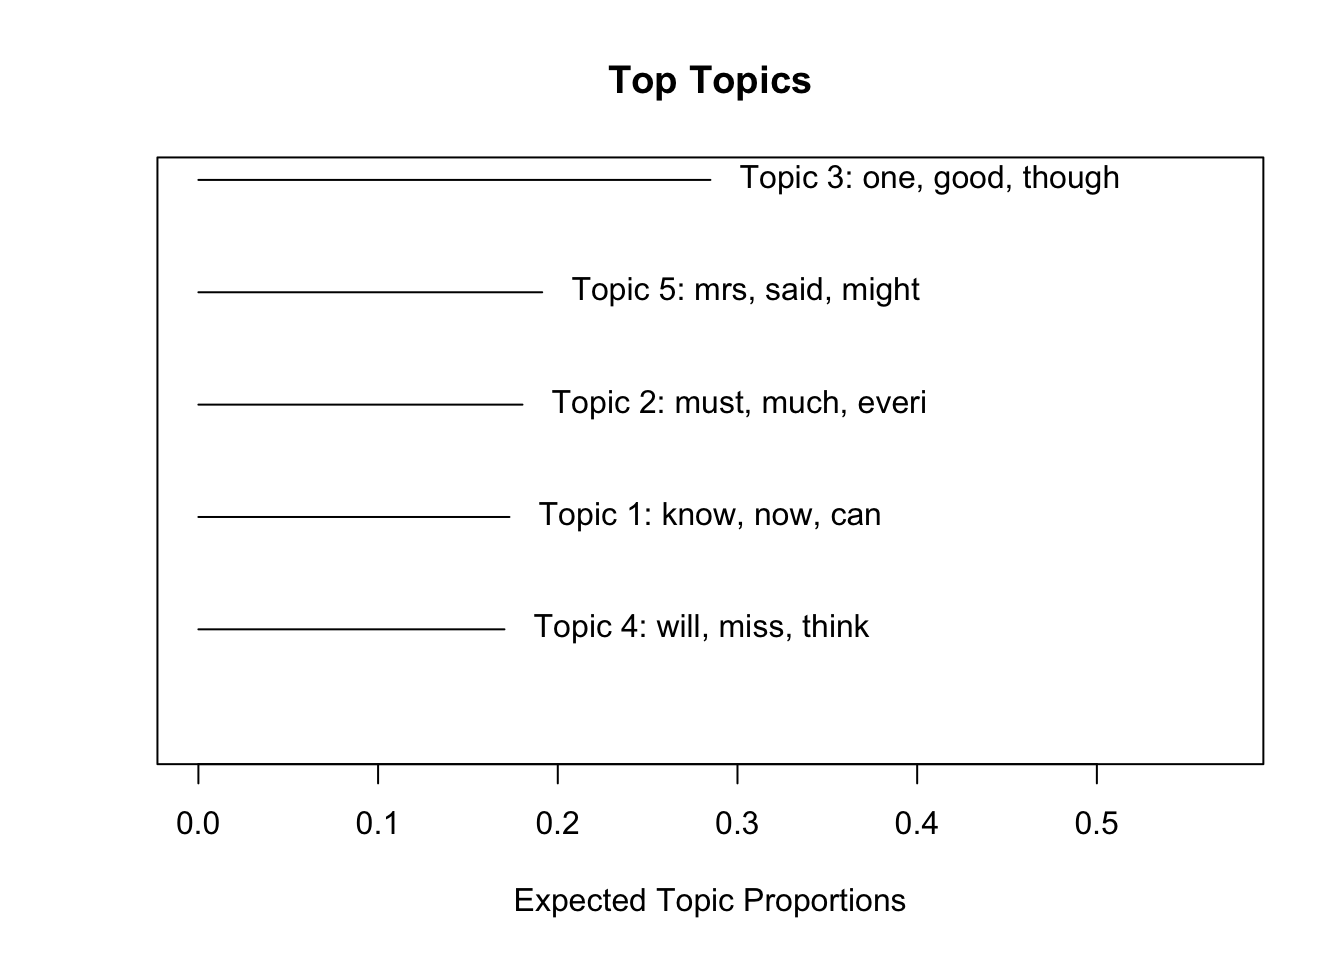 Top Topics
Topic 3: one, good, though
Topic 5: mrs, said, might
Topic 2: must, much, everi
Topic 1: know, now, can
Topic 4: will, miss, think
0.0 0.1 0.2 0.3 0.4 0.5
Expected Topic Proportions